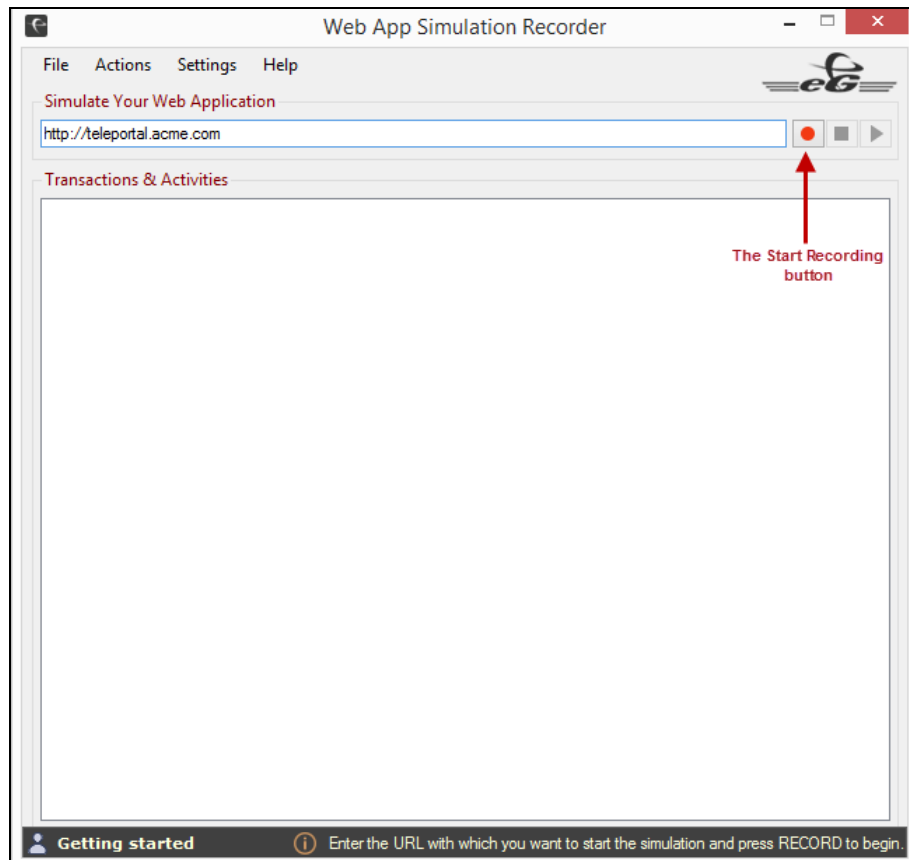 Web App Simulation Recorder
File Actions Settings Help
eG
Simulate Your Web Application
http://teleportal.acme.com
Transactions & Activities
The Start Recording
button
Getting started
Enter the URL with which you want to start the simulation and press RECORD to begin.